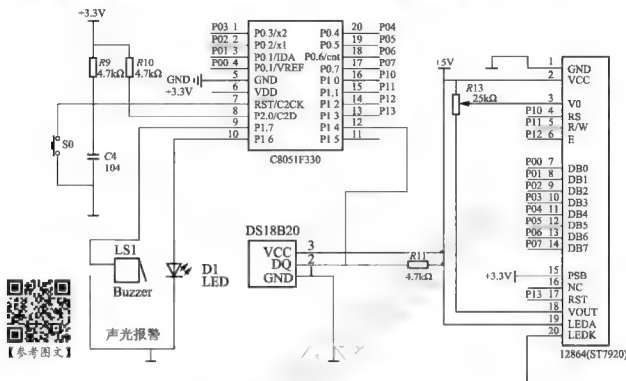 +3.3V
R9
4.7kΩ
R10
4.7kΩ
S0
C4
104
P03 1
P02 2
P01 3
P00 4
GND
5
+3.3V
6
7
8
9
10
P0.3/x2
P0.2/x1
P0.1/IDA
P0.1/VREF
GND
VDD
RST/C2CK
P2.0/C2D
P1.7
P1 6
P0.4
P0.5
P0.6/cnt
P0.7
P1 0
P1.1
P1 2
P1 3
P1 4
P1 5
20 P04
19 P05
18 P06
17 P07
16 P10
15 P11
14 P12
13 P13
12
11
C8051F330
LS1
Buzzer
D1
LED
声光报警
【参考图文】
DS18B20
VCC 3
DQ 2
GND 1
R11
4.7kΩ
+5V
R13
25kΩ
1 GND
2 VCC
3 V0
P10 4 RS
P11 5 R/W
P12 6 E
P00 7 DB0
P01 8 DB1
P02 9 DB2
P03 10 DB3
P04 11 DB4
P05 12 DB5
P06 13 DB6
P07 14 DB7
+3.3V 15 PSB
16 NC
P13 17 RST
18 VOUT
19 LEDA
20 LEDK
12864(ST7920)